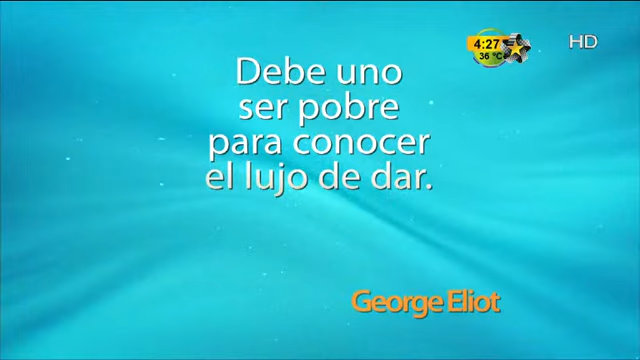 4:27
36 °C
HD
Debe uno
ser pobre
para conocer
el lujo de dar.
George Eliot